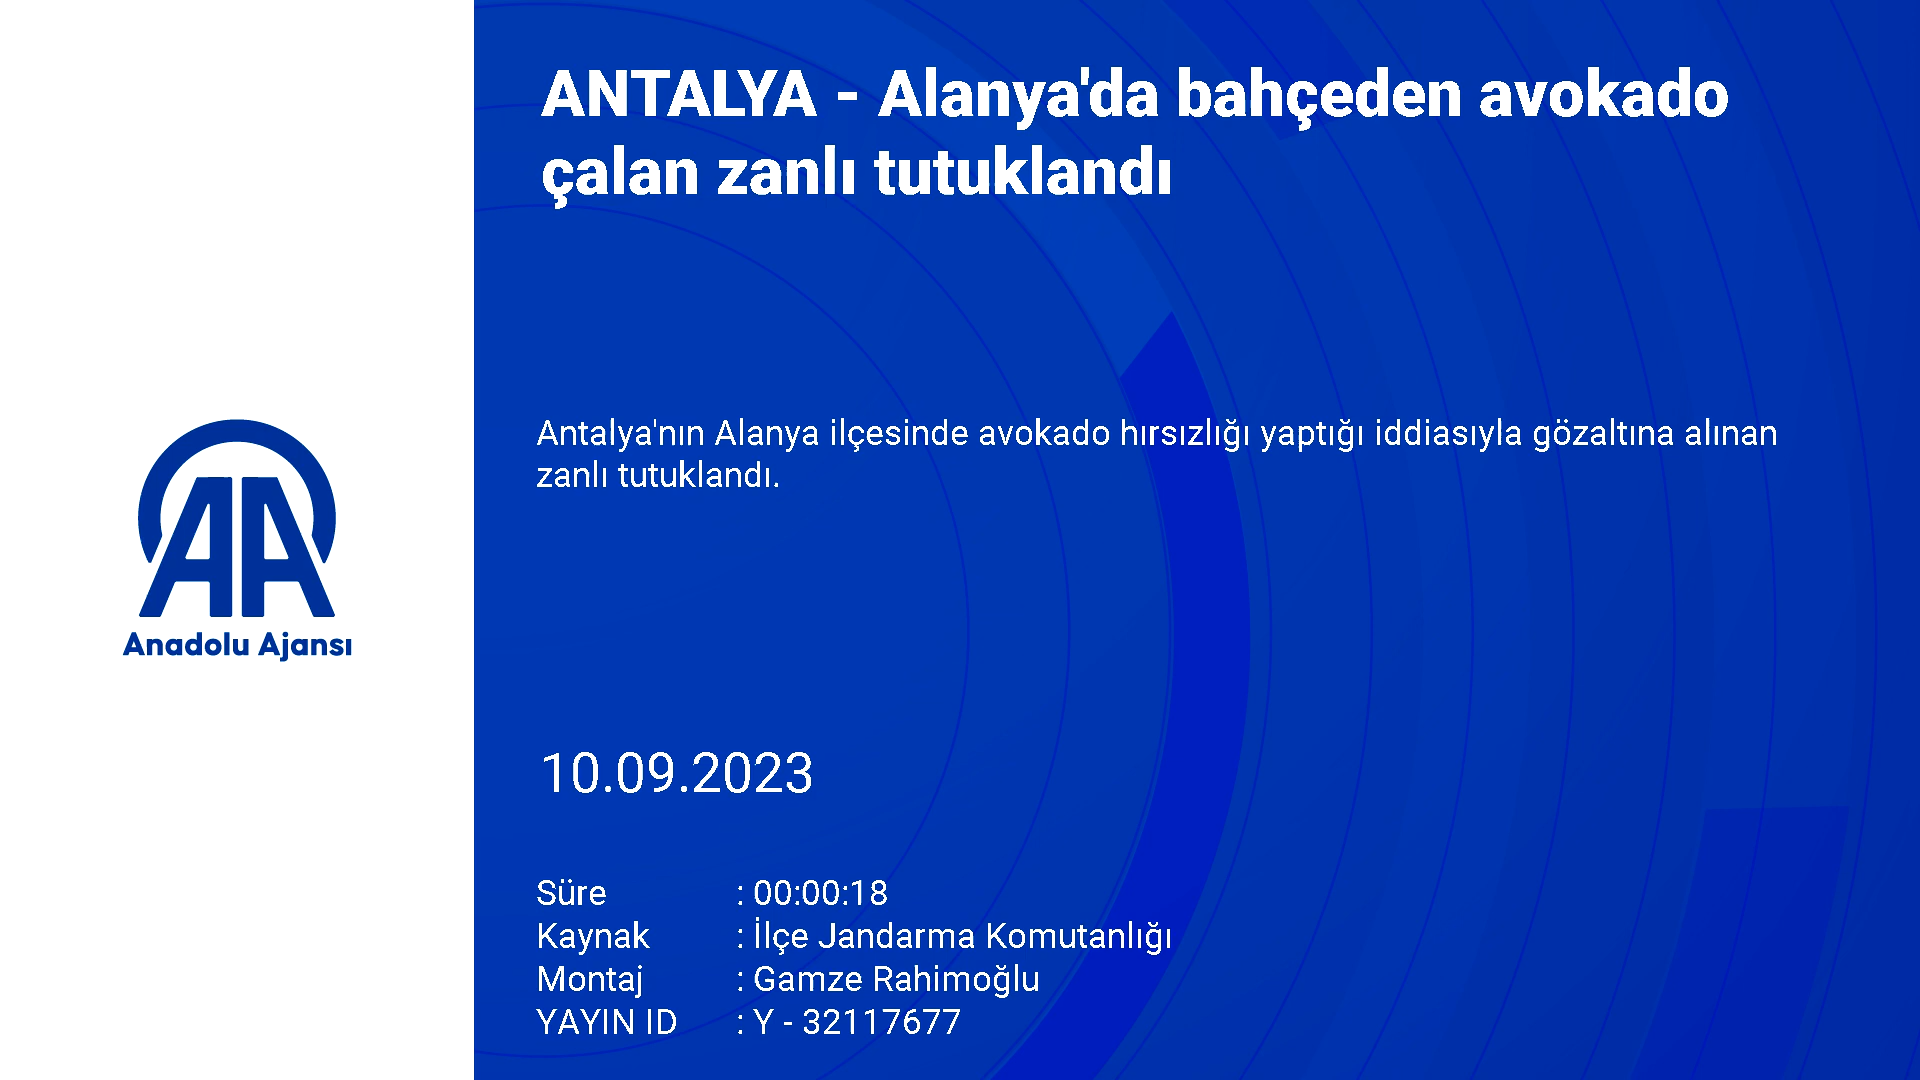 ANTALYA - Alanya'da bahçeden avokado
çalan zanlı tutuklandı
Antalya'nın Alanya ilçesinde avokado hırsızlığı yaptığı iddiasıyla gözaltına alınan
zanlı tutuklandı.
AA
Anadolu Ajansı
10.09.2023
Süre : 00:00:18
Kaynak : İlçe Jandarma Komutanlığı
Montaj : Gamze Rahimoğlu
YAYIN ID : Y - 32117677